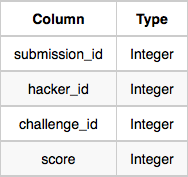 Column Type
submission_id Integer
hacker_id Integer
challenge_id Integer
score Integer